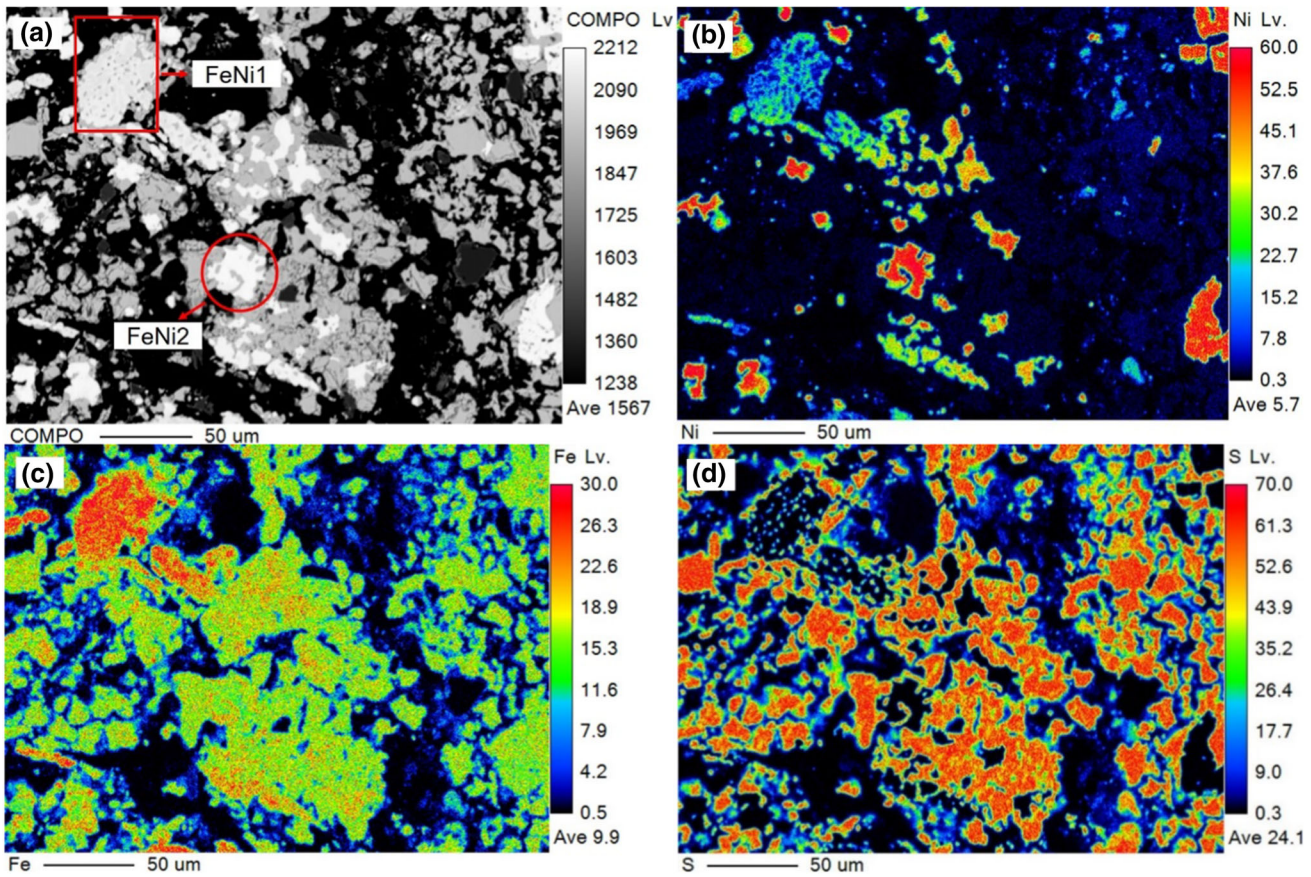 (a)
COMPO Lv.
2212
2090
1969
1847
1725
1603
1482
1360
1238
Ave 1567
FeNi1
FeNi2
COMPO 50 um
(b)
Ni Lv.
60.0
52.5
45.1
37.6
30.2
22.7
15.2
7.8
0.3
Ave 5.7
Ni 50 um
(c)
Fe Lv.
30.0
26.3
22.6
18.9
15.3
11.6
7.9
4.2
0.5
Ave 9.9
Fe 50 um
(d)
S Lv.
70.0
61.3
52.6
43.9
35.2
26.4
17.7
9.0
0.3
Ave 24.1
S 50 um